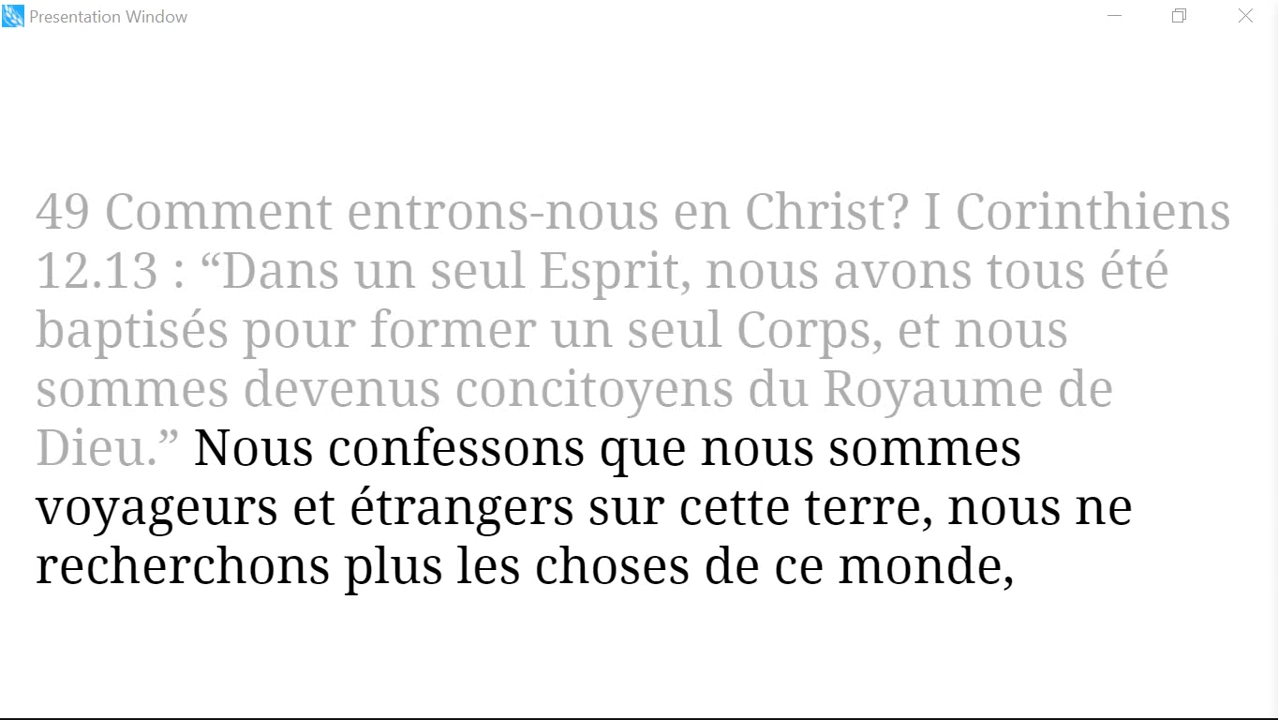 Presentation Window
49 Comment entrons-nous en Christ? I Corinthiens
12.13 : “Dans un seul Esprit, nous avons tous été
baptisés pour former un seul Corps, et nous
sommes devenus concitoyens du Royaume de
Dieu.” Nous confessons que nous sommes
voyageurs et étrangers sur cette terre, nous ne
recherchons plus les choses de ce monde,